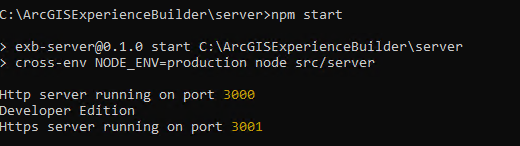 C:\ArcGISExperienceBuilder\server>npm start
> exb-server@0.1.0 start C:\ArcGISExperienceBuilder\server
> cross-env NODE_ENV=production node src/server
Http server running on port 3000
Developer Edition
Https server running on port 3001